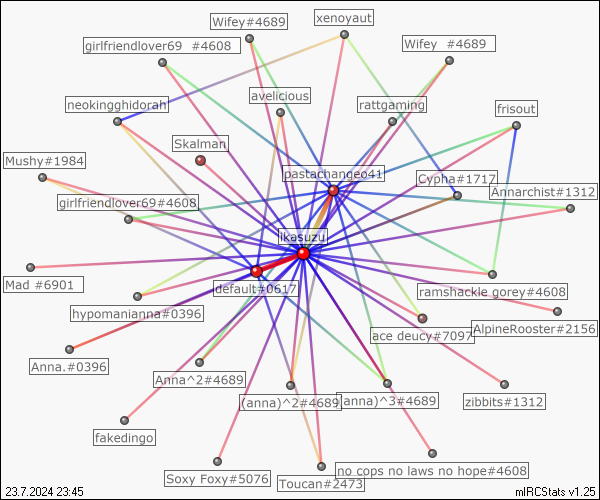 xenoyaut
Wifey#4689
Wifey  #4689
girlfriendlover69  #4608
avelicious
neokingghidorah
rattgaming
frisout
Skalman
Mushy#1984
pastachangeo41
Cypha#1717
Annarchist#1312
girlfriendlover69#4608
ikasuzu
Mad #6901
default#0617
ramshackle gorey#4608
hypomanianna#0396
AlpineRooster#2156
ace deucy#7097
Anna.#0396
Anna^2#4689
(anna)^2#4689
(anna)^3#4689
zibbits#1312
fakedingo
no cops no laws no hope#4608
Soxy Foxy#5076
Toucan#2473
23.7.2024 23:45
mIRCStats v1.25